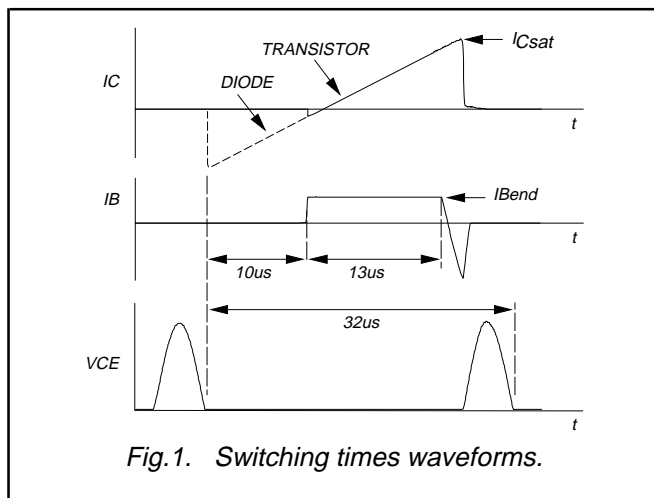 ICsat
TRANSISTOR
DIODE
IC
t
IB
IBend
t
10us
13us
32us
VCE
t
Fig.1. Switching times waveforms.